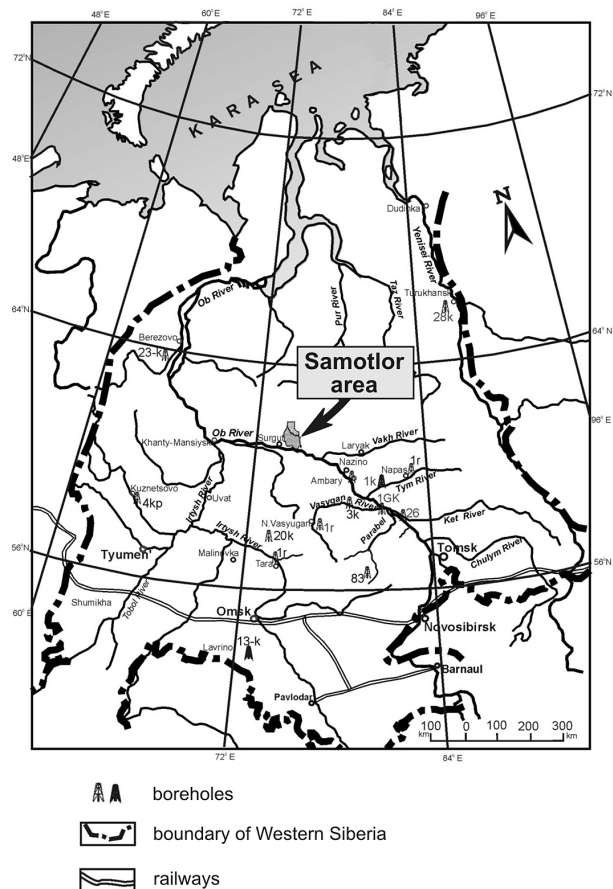 48° E
60° E
72° E
84° E
96° E
72°N
72° N
KARA SEA
48° E
N
Dudinka
Yenisei River
Turukhansk
28k
Ob River
Pur River
Taz River
64° N
64° N
Berezovo
23-k
Samotlor
area
96° E
Ob River
Surgut
Khanty-Mansiysk
Vakh River
Laryak
Nazino
Napas
1r
Ambary
1k
Tym River
Kuznetsovo
4kp
Uvat
Irtysh River
Vasygan River
1GK
3k
26
Ket River
N.Vasyugan
1r
Parabel
20k
Irtysh River
56°N
Tyumen
Malinovka
1r
Tara
Tomsk
Chulym River
56°N
83
Shumikha
Tobol River
60° E
Omsk
Novosibirsk
13-k
Lavrino
Barnaul
Pavlodar
100 0 100 200 300
km km
72° E
84° E
boreholes
boundary of Western Siberia
railways